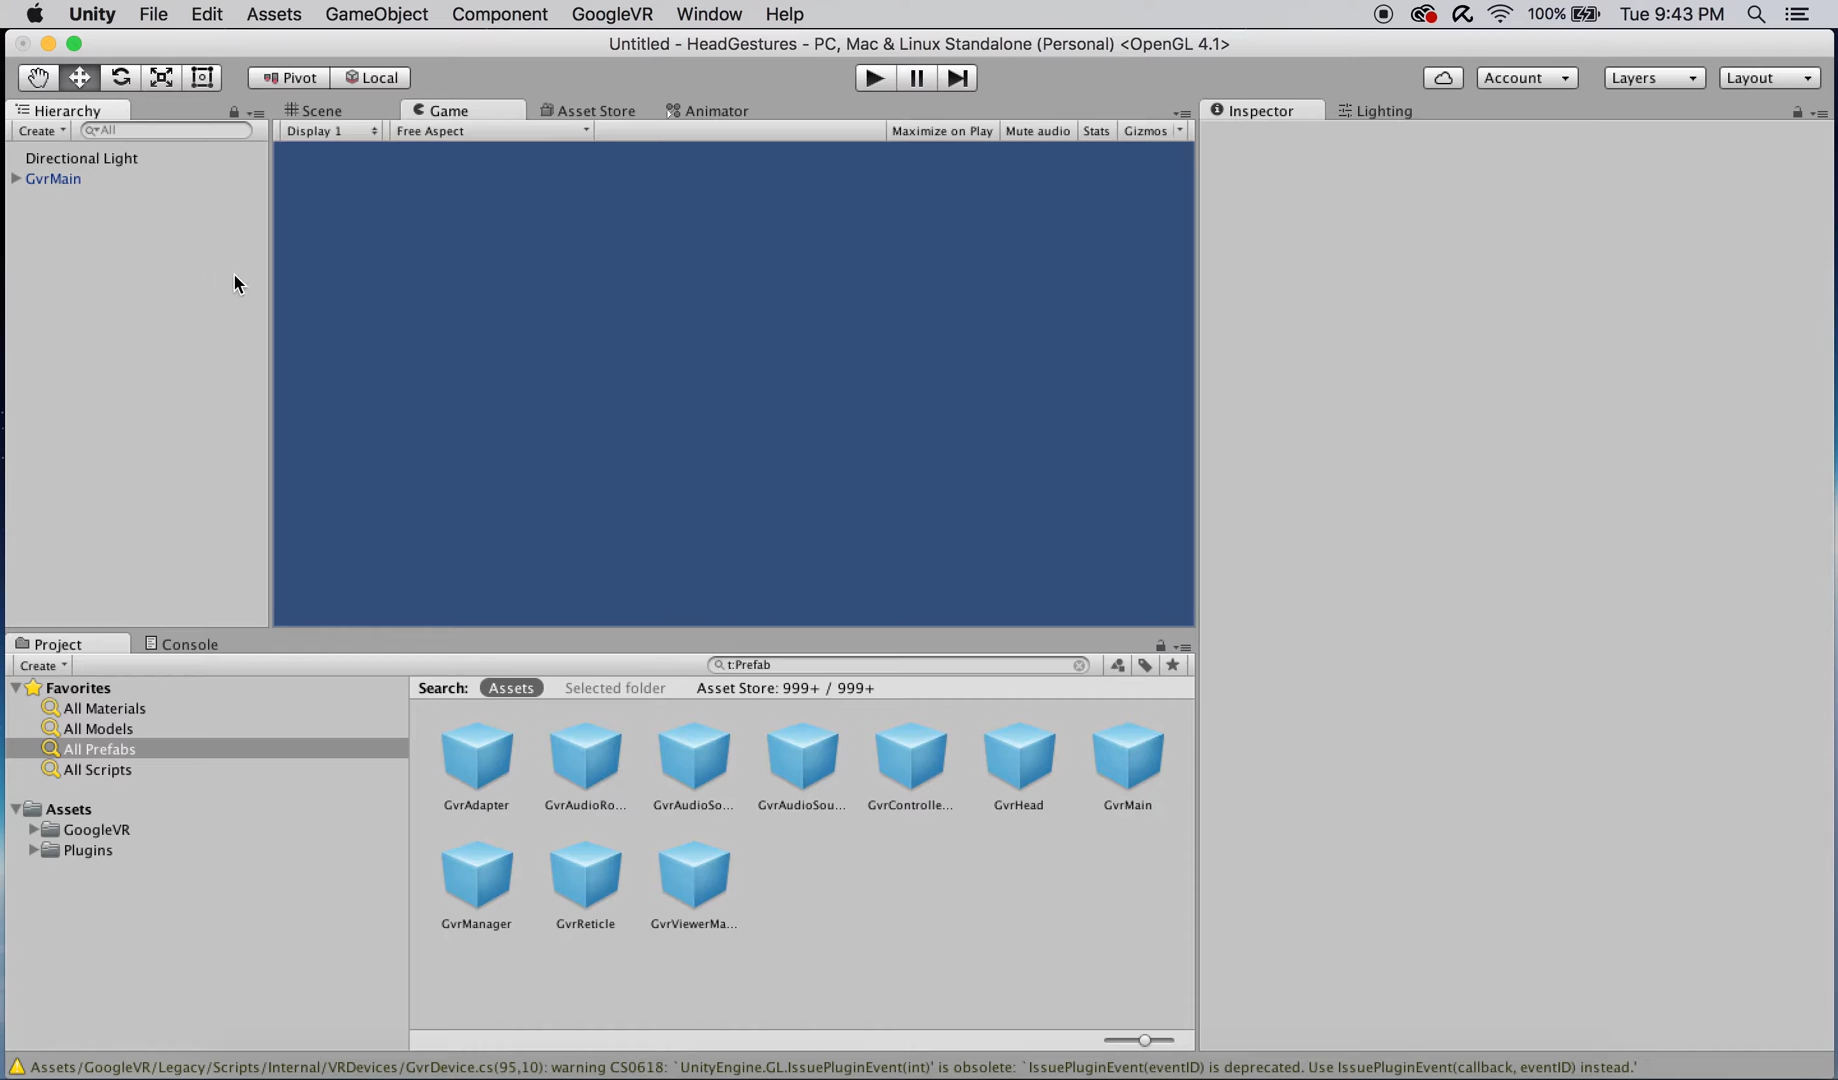 Unity File Edit Assets GameObject Component GoogleVR Window Help 100% Tue 9:43 PM
Untitled - HeadGestures - PC, Mac & Linux Standalone (Personal) <OpenGL 4.1>
Pivot Local Account Layers Layout
Hierarchy Scene Game Asset Store Animator Inspector Lighting
Create All Display 1 Free Aspect Maximize on Play Mute audio Stats Gizmos
Directional Light
GvrMain
Project Console
Create t:Prefab
Favorites Search: Assets Selected folder Asset Store: 999+ / 999+
All Materials
All Models
All Prefabs
All Scripts
GvrAdapter GvrAudioRo... GvrAudioSo... GvrAudioSou... GvrControlle... GvrHead GvrMain
Assets
GoogleVR
Plugins
GvrManager GvrReticle GvrViewerMa...
Assets/GoogleVR/Legacy/Scripts/Internal/VRDevices/GvrDevice.cs(95,10): warning CS0618: `UnityEngine.GL.IssuePluginEvent(int)' is obsolete: `IssuePluginEvent(eventID) is deprecated. Use IssuePluginEvent(callback, eventID) instead.'